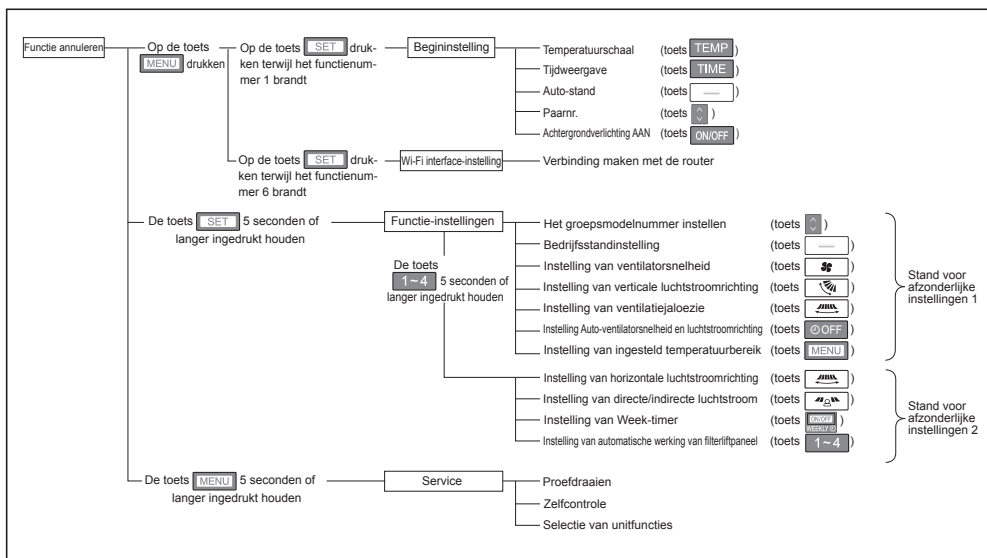 Functie annuleren
Op de toets
MENU drukken
Op de toets SET druk-
ken terwijl het functienum-
mer 1 brandt
Begininstelling
Temperatuurschaal (toets TEMP)
Tijdweergave (toets TIME)
Auto-stand (toets )
Paarnr. (toets )
Achtergrondverlichting AAN (toets ON/OFF)
Op de toets SET druk-
ken terwijl het functienum-
mer 6 brandt
Wi-Fi interface-instelling
Verbinding maken met de router
De toets SET 5 seconden of
langer ingedrukt houden
Functie-instellingen
Het groepsmodelnummer instellen (toets )
Bedrijfsstandinstelling (toets )
Instelling van ventilatorsnelheid (toets )
Instelling van verticale luchtstroomrichting (toets )
Instelling van ventilatiejaloezie (toets )
Instelling Auto-ventilatorsnelheid en luchtstroomrichting (toets OFF)
Instelling van ingesteld temperatuurbereik (toets MENU)
Stand voor
afzonderlijke
instellingen 1
De toets
1~4 5 seconden of
langer ingedrukt houden
Instelling van horizontale luchtstroomrichting (toets )
Instelling van directe/indirecte luchtstroom (toets )
Instelling van Week-timer (toets ON/OFF WEEKLY)
Instelling van automatische werking van filterliftpaneel (toets 1~4)
Stand voor
afzonderlijke
instellingen 2
De toets MENU 5 seconden of
langer ingedrukt houden
Service
Proefdraaien
Zelfcontrole
Selectie van unitfuncties